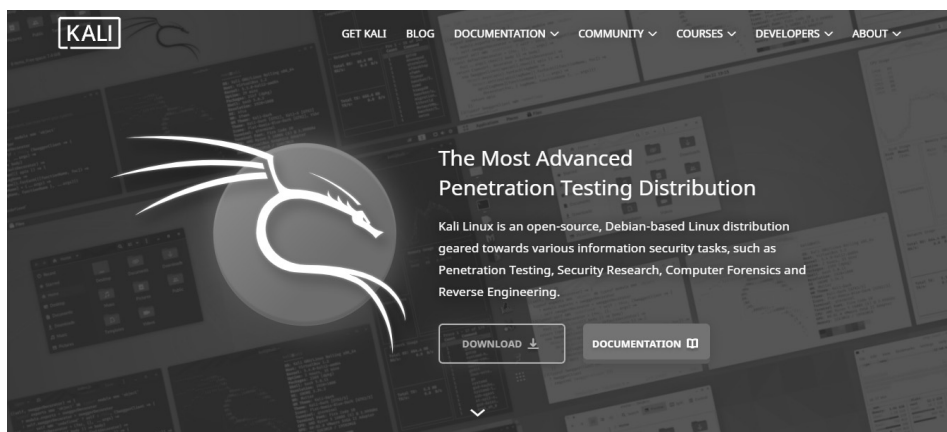 KALI
GET KALI BLOG DOCUMENTATION COMMUNITY COURSES DEVELOPERS ABOUT
The Most Advanced
Penetration Testing Distribution
Kali Linux is an open-source, Debian-based Linux distribution
geared towards various information security tasks, such as
Penetration Testing, Security Research, Computer Forensics and
Reverse Engineering.
DOWNLOAD
DOCUMENTATION